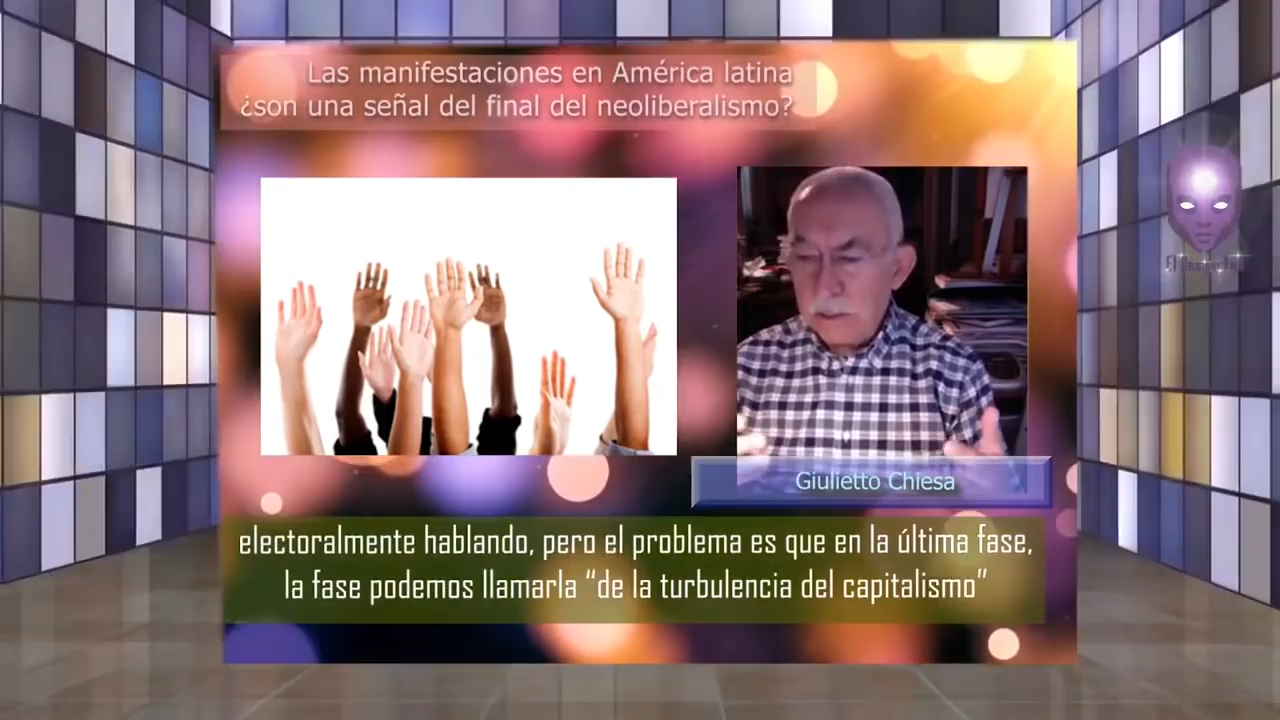 Las manifestaciones en América latina
¿son una señal del final del neoliberalismo?
Giulietto Chiesa
electoralmente hablando, pero el problema es que en la última fase,
la fase podemos llamarla “de la turbulencia del capitalismo”